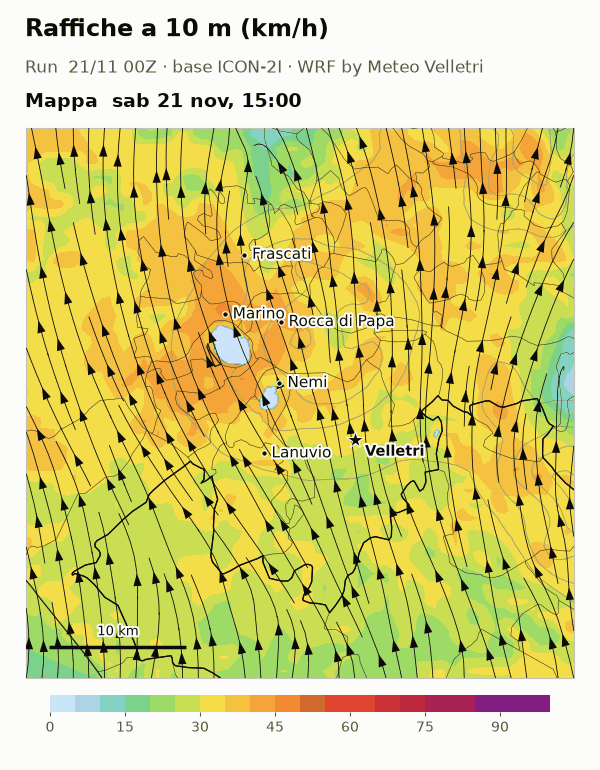 Raffiche a 10 m (km/h)
Run  21/11 00Z · base ICON-2I · WRF by Meteo Velletri
Mappa  sab 21 nov, 15:00
Frascati
Marino
Rocca di Papa
Nemi
Lanuvio
Velletri
10 km
0 15 30 45 60 75 90